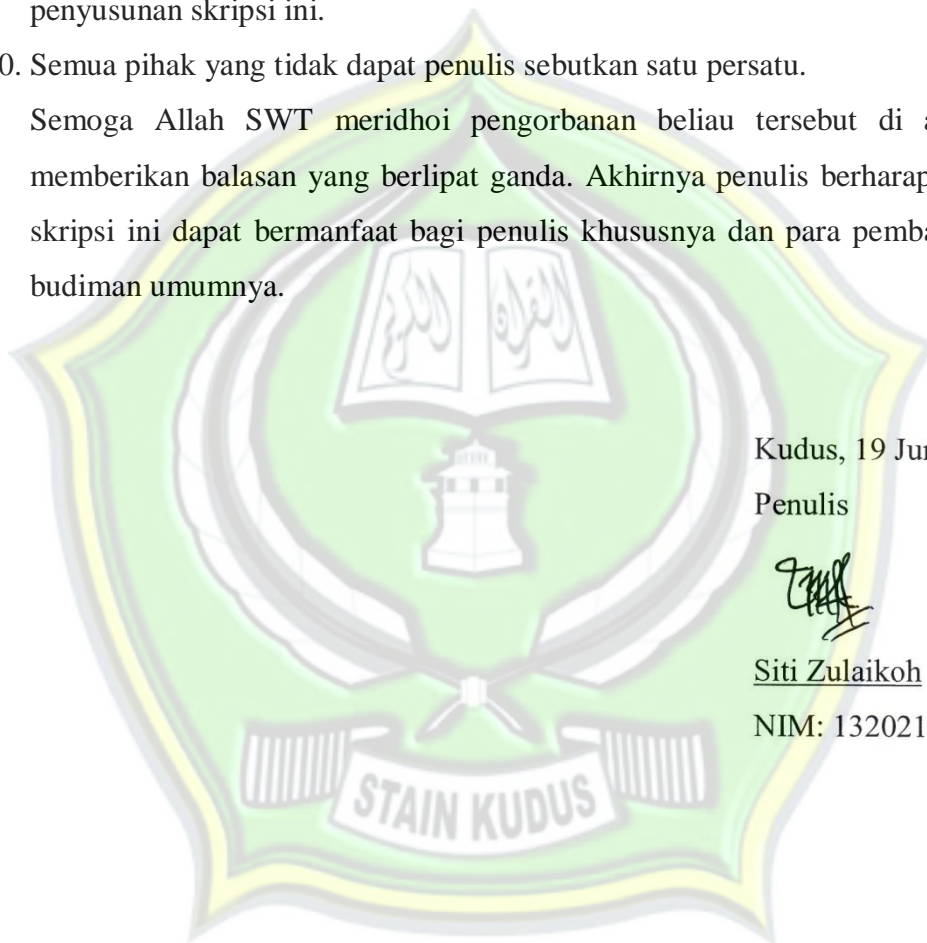 penyusunan skripsi ini.
0. Semua pihak yang tidak dapat penulis sebutkan satu persatu.
Semoga Allah SWT meridhoi pengorbanan beliau tersebut di a
memberikan balasan yang berlipat ganda. Akhirnya penulis berharap
skripsi ini dapat bermanfaat bagi penulis khususnya dan para pemba
budiman umumnya.
Kudus, 19 Jun
Penulis
Siti Zulaikoh
NIM: 132021
STAIN KUDUS